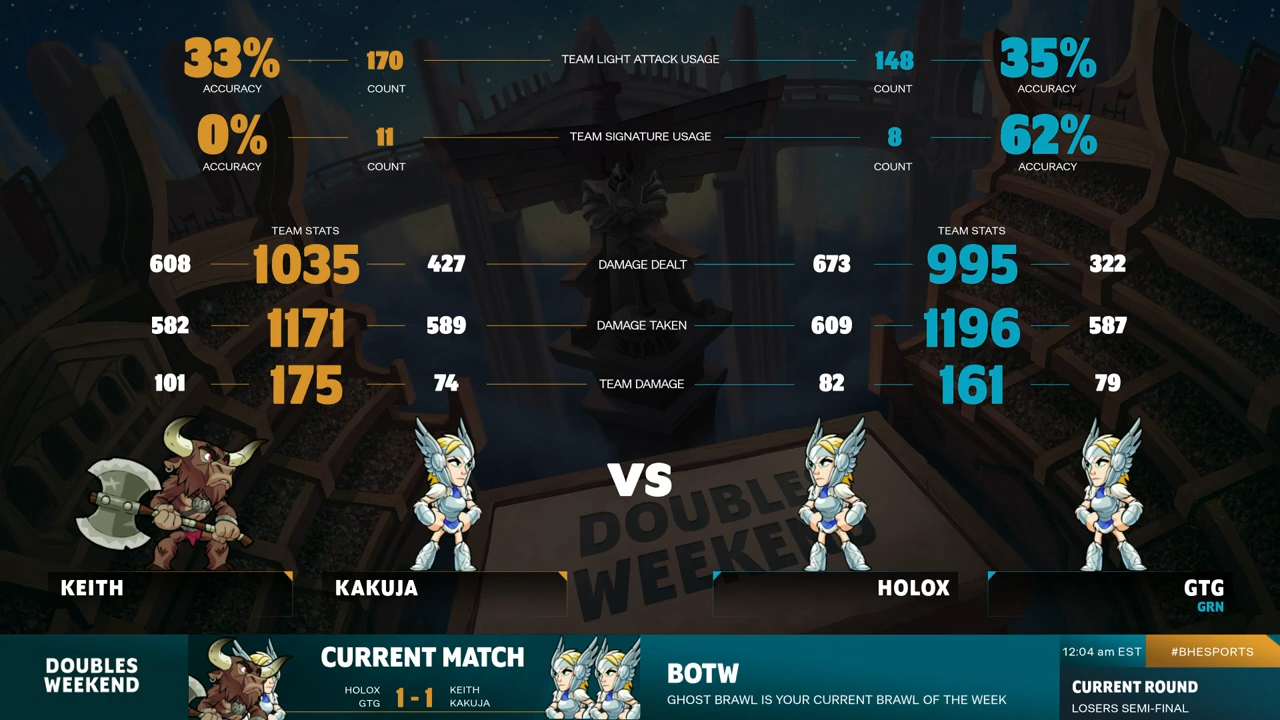 33% 170 TEAM LIGHT ATTACK USAGE 148 35%
ACCURACY COUNT COUNT ACCURACY
0% 11 TEAM SIGNATURE USAGE 8 62%
ACCURACY COUNT COUNT ACCURACY
TEAM STATS TEAM STATS
608 1035 427 DAMAGE DEALT 673 995 322
582 1171 589 DAMAGE TAKEN 609 1196 587
101 175 74 TEAM DAMAGE 82 161 79
VS
DOUBLES
WEEKEND
KEITH KAKUJA HOLOX GTG
GRN
DOUBLES
WEEKEND
CURRENT MATCH
HOLOX
GTG
1 - 1
KEITH
KAKUJA
BOTW
GHOST BRAWL IS YOUR CURRENT BRAWL OF THE WEEK
12:04 am EST #BHESPORTS
CURRENT ROUND
LOSERS SEMI-FINAL